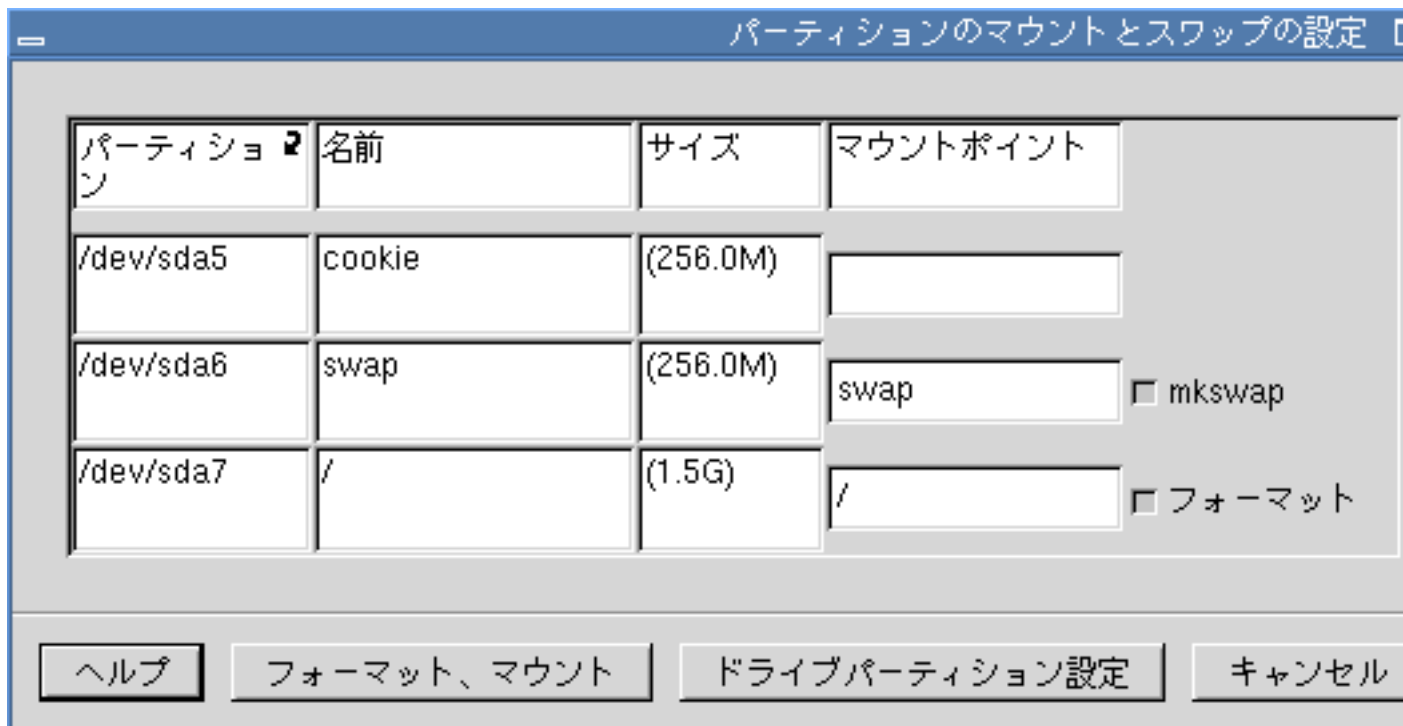 パーティションのマウントとスワップの設定
パーティショ 名前 サイズ マウントポイント
ン
/dev/sda5 cookie (256.0M)
/dev/sda6 swap (256.0M) swap mkswap
/dev/sda7 / (1.5G) / フォーマット
ヘルプ フォーマット、マウント ドライブパーティション設定 キャンセル